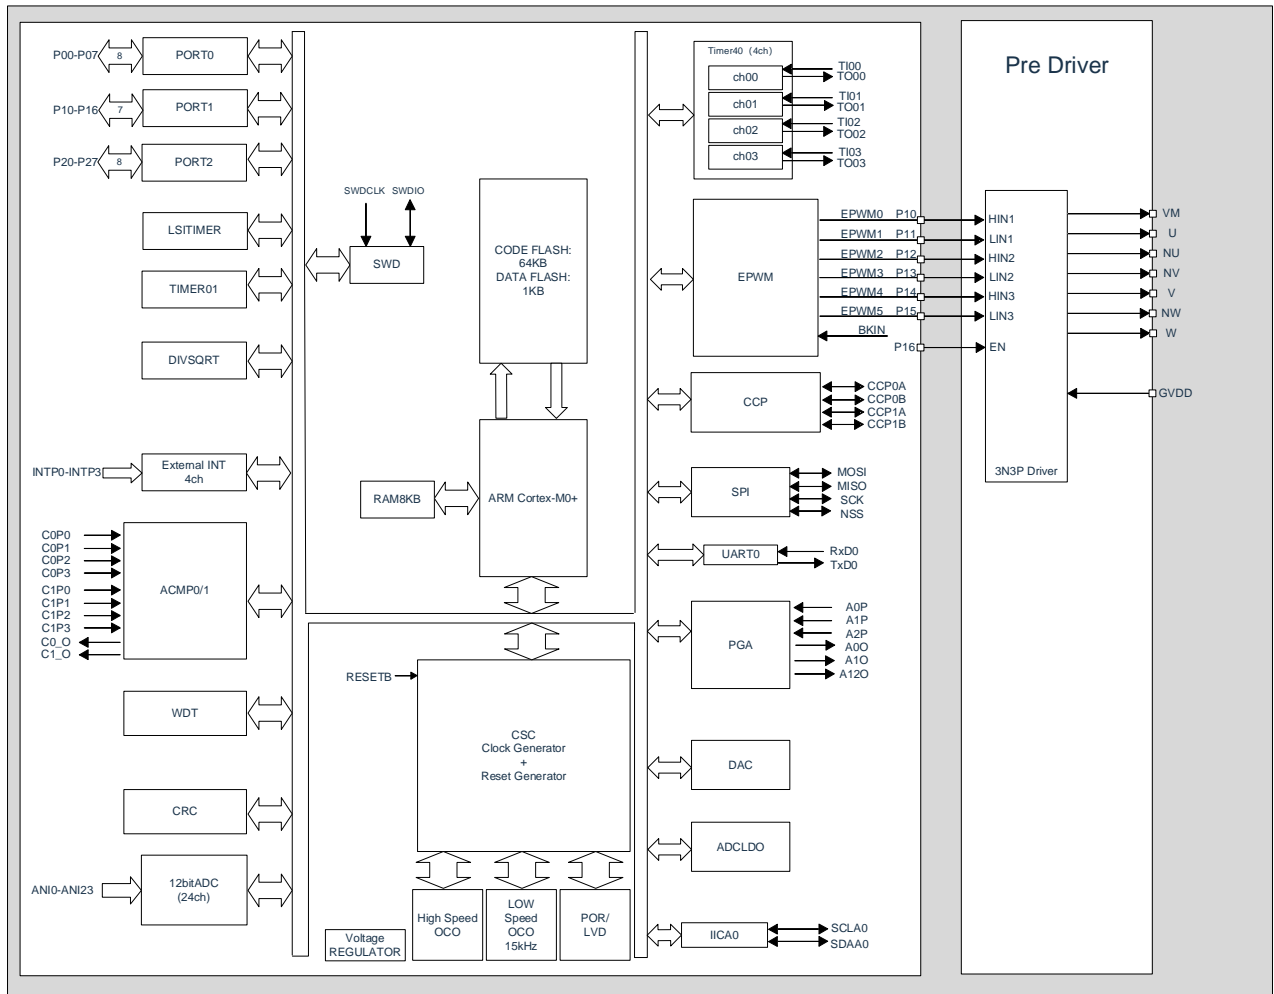 P00-P07
8
PORT0
P10-P16
7
PORT1
P20-P27
8
PORT2
LSITIMER
TIMER01
DIVSQRT
INTP0-INTP3
External INT
4ch
C0P0
C0P1
C0P2
C0P3
C1P0
C1P1
C1P2
C1P3
C0_O
C1_O
ACMP0/1
WDT
CRC
ANI0-ANI23
12bitADC
(24ch)
SWDCLK
SWDIO
SWD
CODE FLASH:
64KB
DATA FLASH:
1KB
RAM8KB
ARM Cortex-M0+
RESETB
CSC
Clock Generator
+
Reset Generator
Voltage
REGULATOR
High Speed
OCO
LOW
Speed
OCO
15kHz
POR/
LVD
Timer40 (4ch)
ch00
TI00
TO00
ch01
TI01
TO01
ch02
TI02
TO02
ch03
TI03
TO03
EPWM
EPWM0 P10
EPWM1 P11
EPWM2 P12
EPWM3 P13
EPWM4 P14
EPWM5 P15
BKIN
P16
CCP
CCP0A
CCP0B
CCP1A
CCP1B
SPI
MOSI
MISO
SCK
NSS
UART0
RxD0
TxD0
PGA
A0P
A1P
A2P
A0O
A1O
A12O
DAC
ADCLDO
IICA0
SCLA0
SDAA0
Pre Driver
HIN1
LIN1
HIN2
LIN2
HIN3
LIN3
EN
3N3P Driver
VM
U
NU
NV
V
NW
W
GVDD